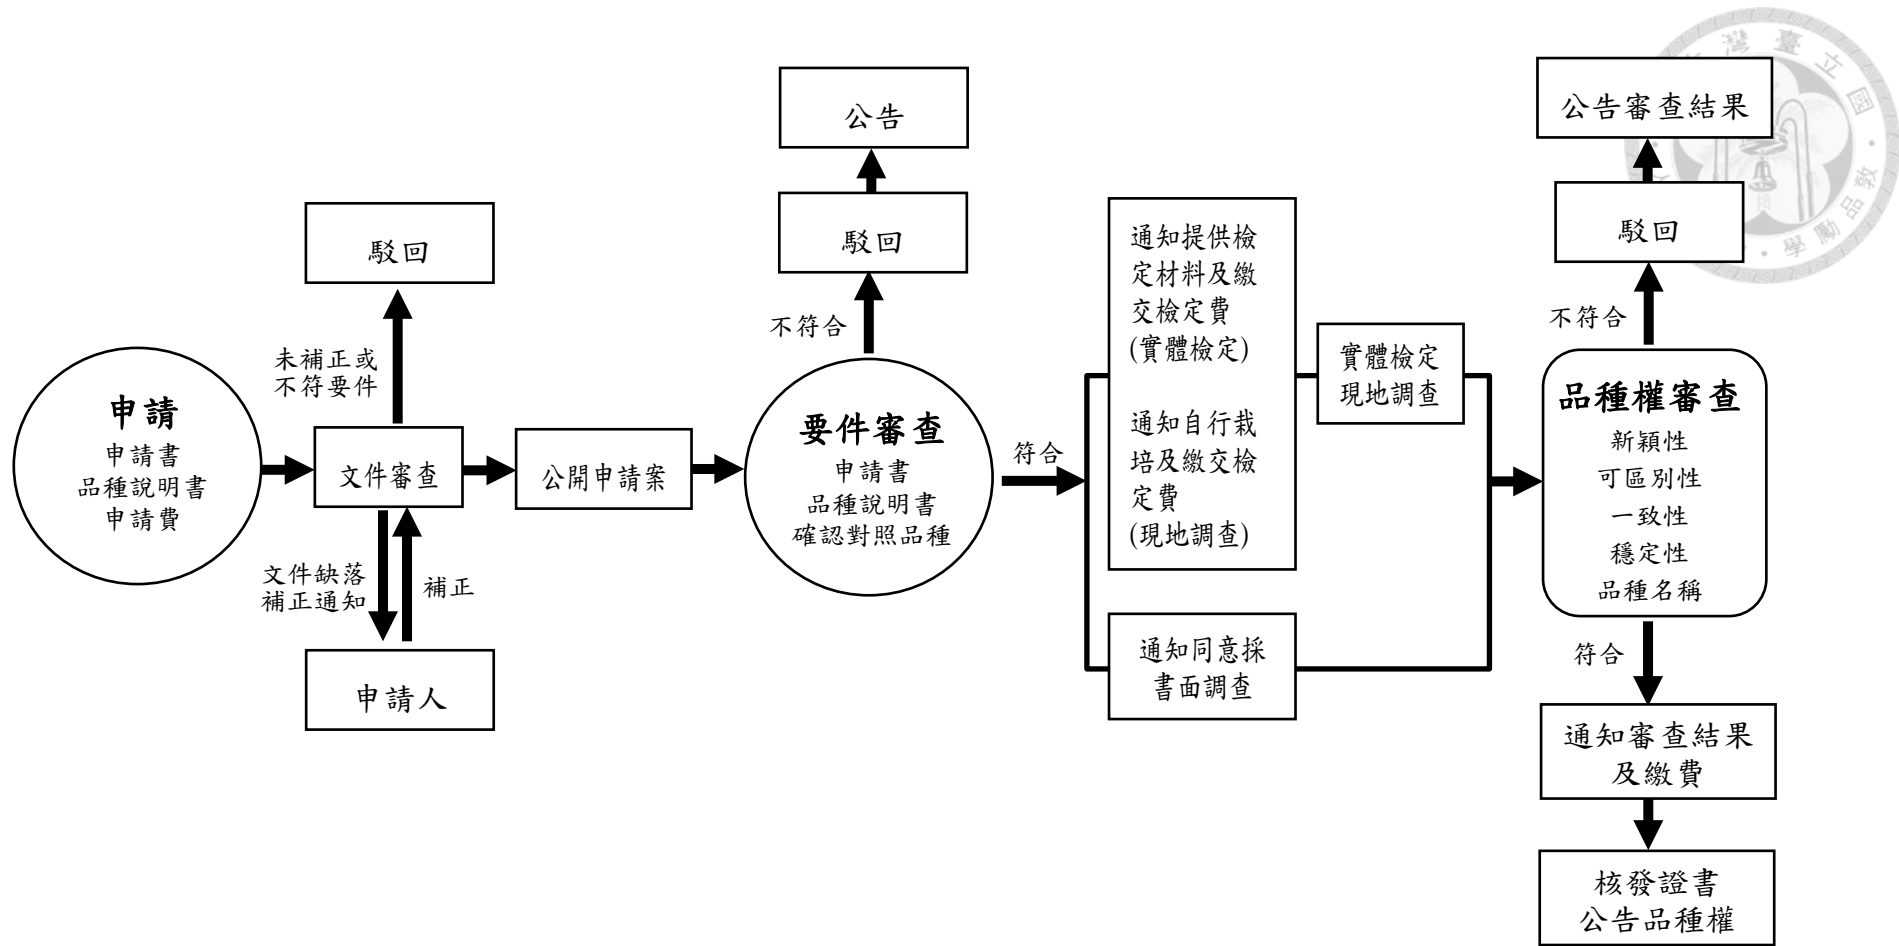 申請
申請書
品種說明書
申請費
駁回
未補正或
不符要件
文件審查
文件缺落
補正通知
補正
申請人
公開申請案
公告
駁回
不符合
要件審查
申請書
品種說明書
確認對照品種
符合
通知提供檢
定材料及繳
交檢定費
(實體檢定)
通知自行栽
培及繳交檢
定費
(現地調查)
實體檢定
現地調查
通知同意採
書面調查
公告審查結果
駁回
不符合
品種權審查
新穎性
可區別性
一致性
穩定性
品種名稱
符合
通知審查結果
及繳費
核發證書
公告品種權
灣臺立國
學勵品敦